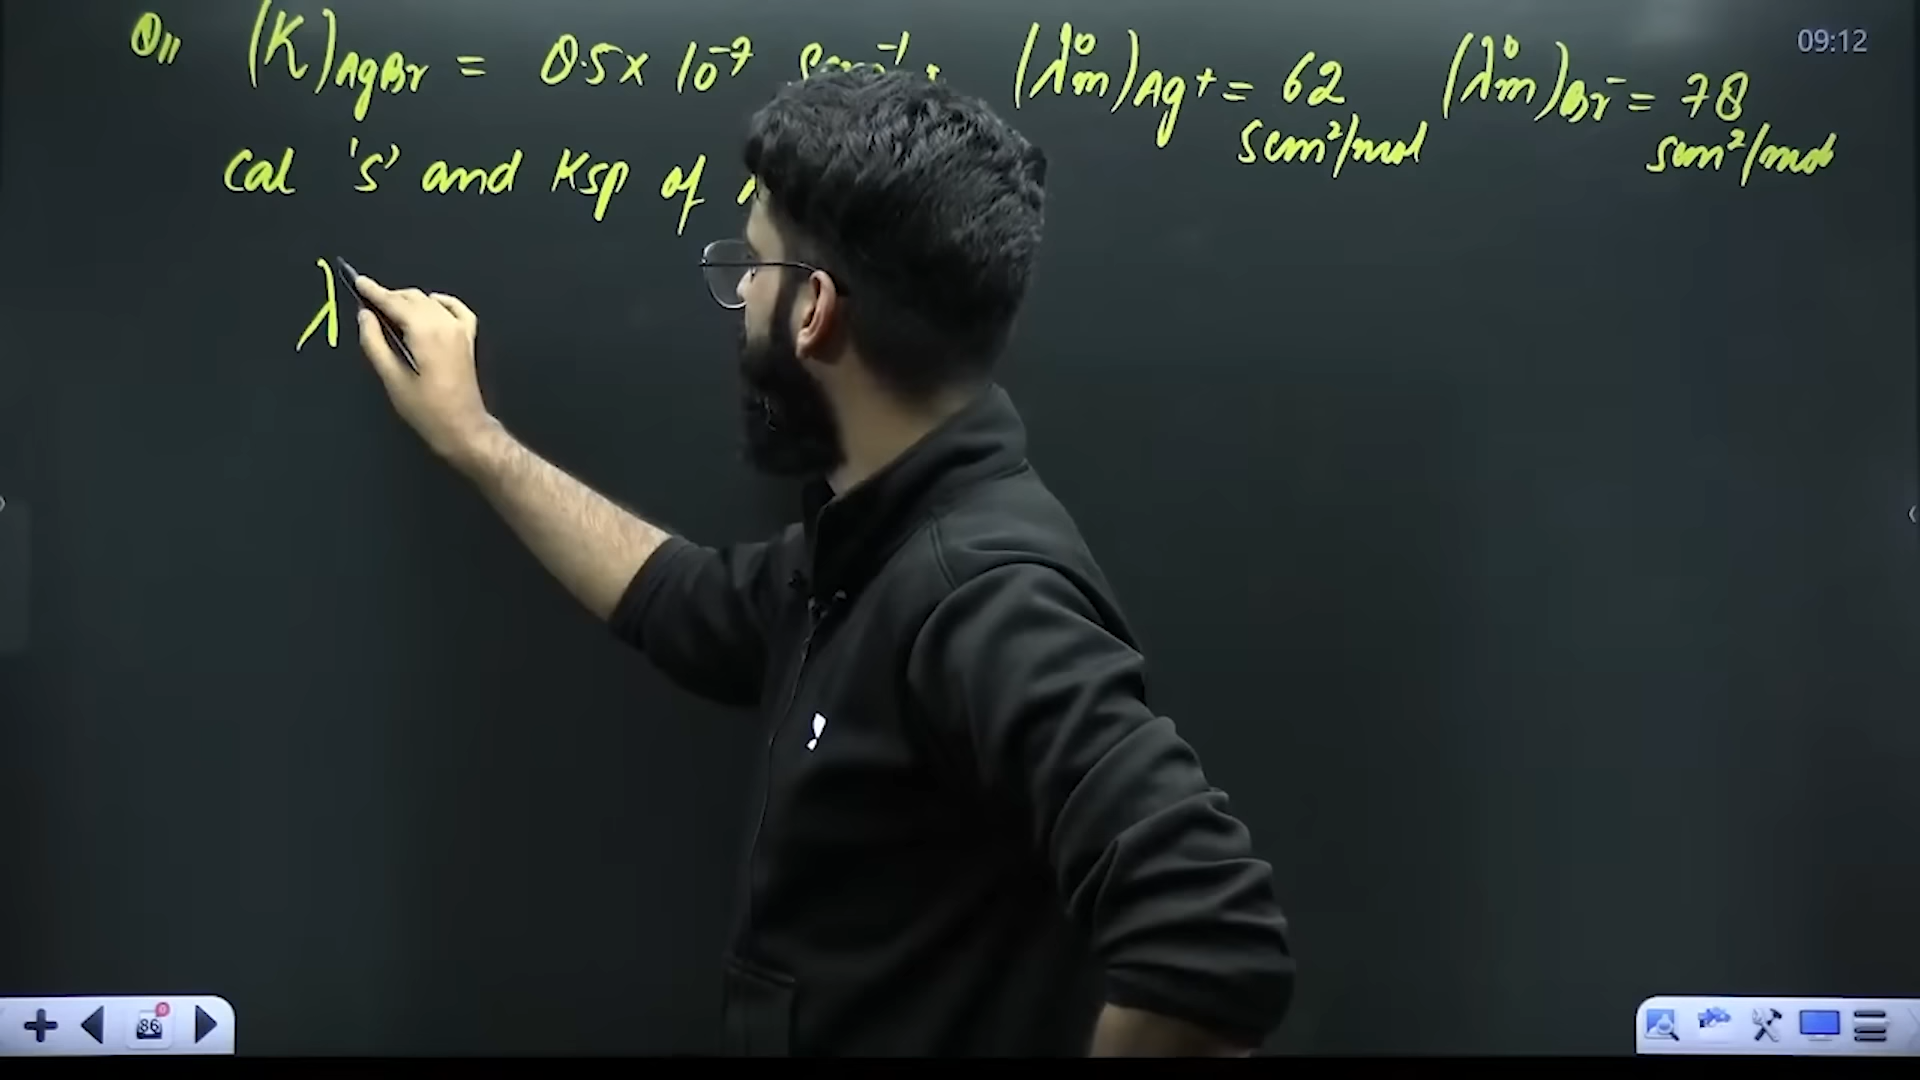 Q11 (K)AgBr = 0.5 × 10⁻⁷ (λ°m)Ag⁺ = 62 Scm²/mol (λ°m)Br⁻ = 78 Scm²/mol
09:12
Cal 'S' and Ksp of
λ
86
0